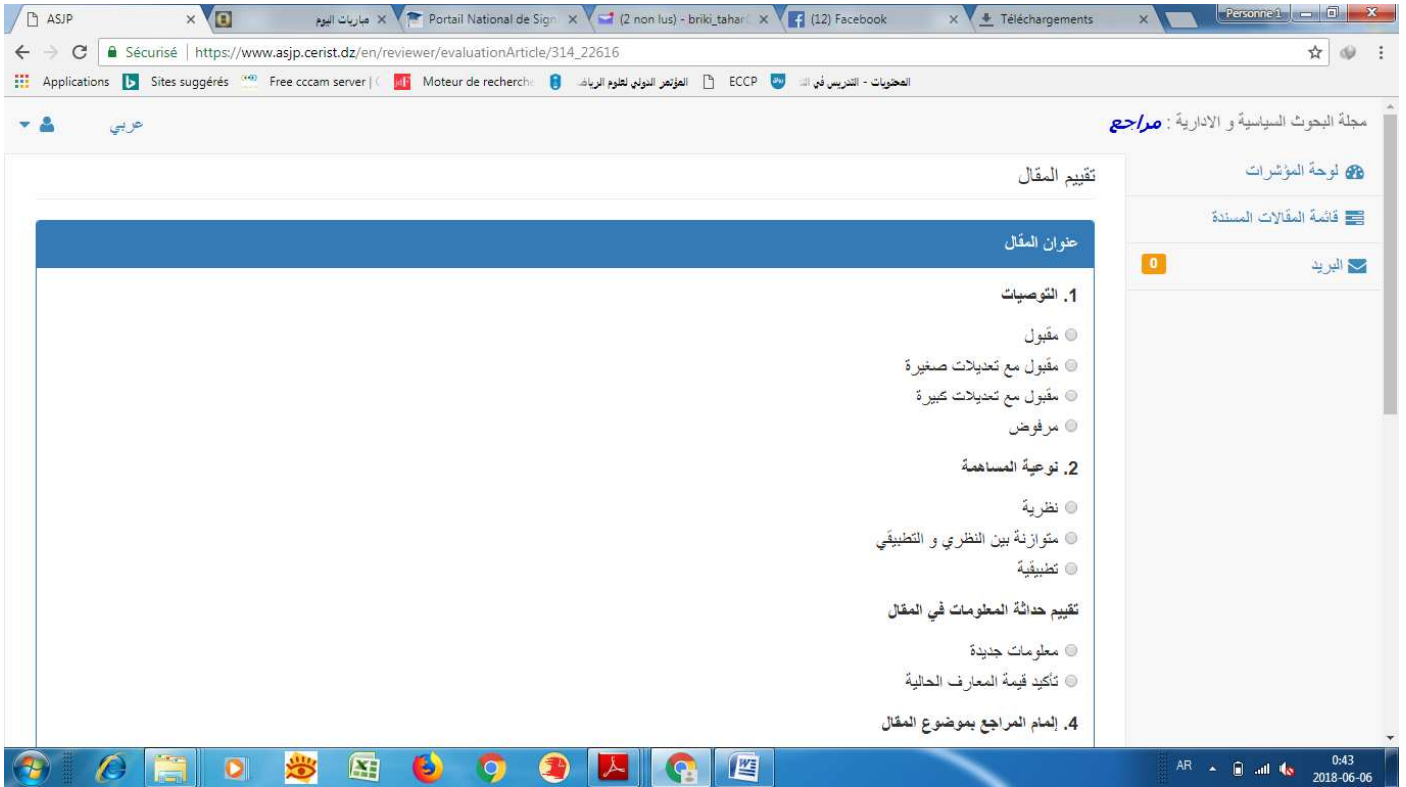 ASJP
مباريات اليوم
Portail National de Sign
(2 non lus) - briki_tahar
(12) Facebook
Téléchargements
Personne 1
Sécurisé | https://www.asjp.cerist.dz/en/reviewer/evaluationArticle/314_22616
Applications
Sites suggérés
Free cccam server | (
Moteur de recherche
المؤتمر الدولي لعلوم الرياضة
ECCP
المحتويات - التدريس في الت
مجلة البحوث السياسية و الادارية : مراجع
عربي
لوحة المؤشرات
قائمة المقالات المسندة
البريد
0
تقييم المقال
عنوان المقال
1. التوصيات
مقبول
مقبول مع تعديلات صغيرة
مقبول مع تعديلات كبيرة
مرفوض
2. نوعية المساهمة
نظرية
متوازنة بين النظري و التطبيقي
تطبيقية
تقييم حداثة المعلومات في المقال
معلومات جديدة
تأكيد قيمة المعارف الحالية
4. إلمام المراجع بموضوع المقال
AR
0:43
2018-06-06